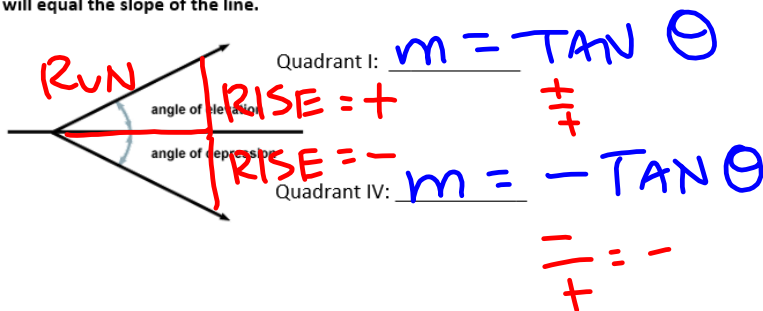 will equal the slope of the line.
Quadrant I: m = TAN θ
RUN
angle of elevation RISE = +
+
+
angle of depression RISE = -
Quadrant IV: m = - TAN θ
- = -
+